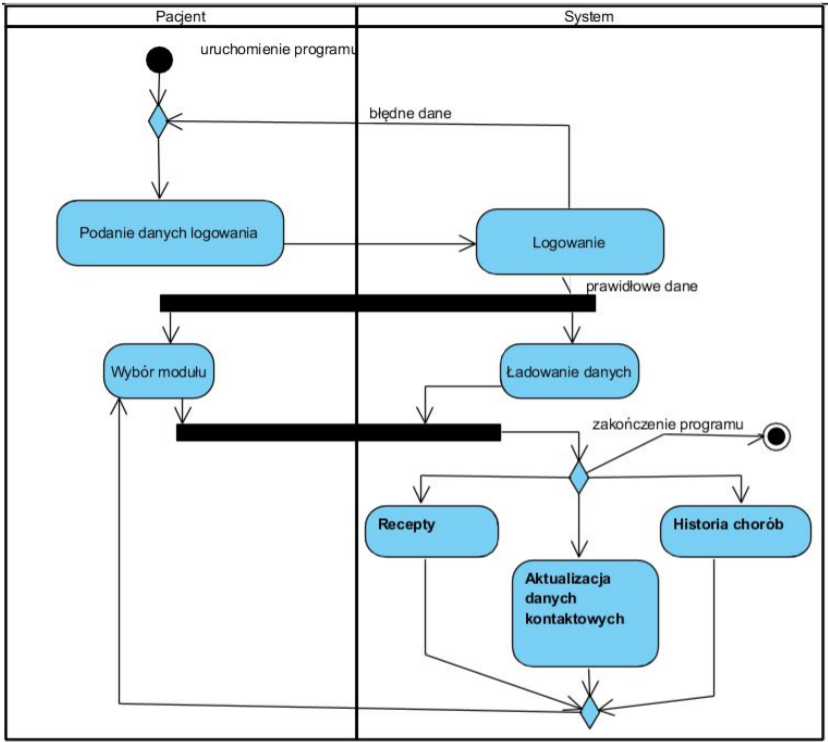 Pacjent
System
uruchomienie programu
błędne dane
Podanie danych logowania
Logowanie
prawidłowe dane
Wybór modułu
Ładowanie danych
zakończenie programu
Recepty
Historia chorób
Aktualizacja
danych
kontaktowych